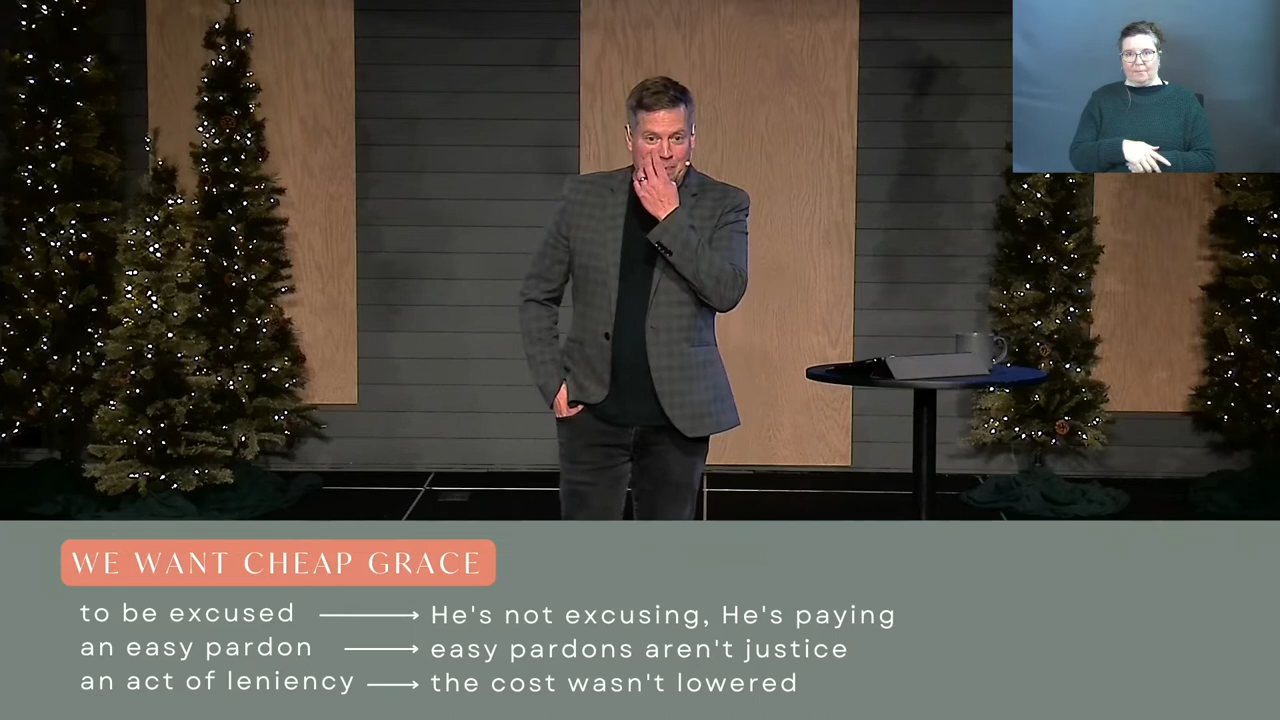 WE WANT CHEAP GRACE
to be excused ⟶ He's not excusing, He's paying
an easy pardon ⟶ easy pardons aren't justice
an act of leniency ⟶ the cost wasn't lowered